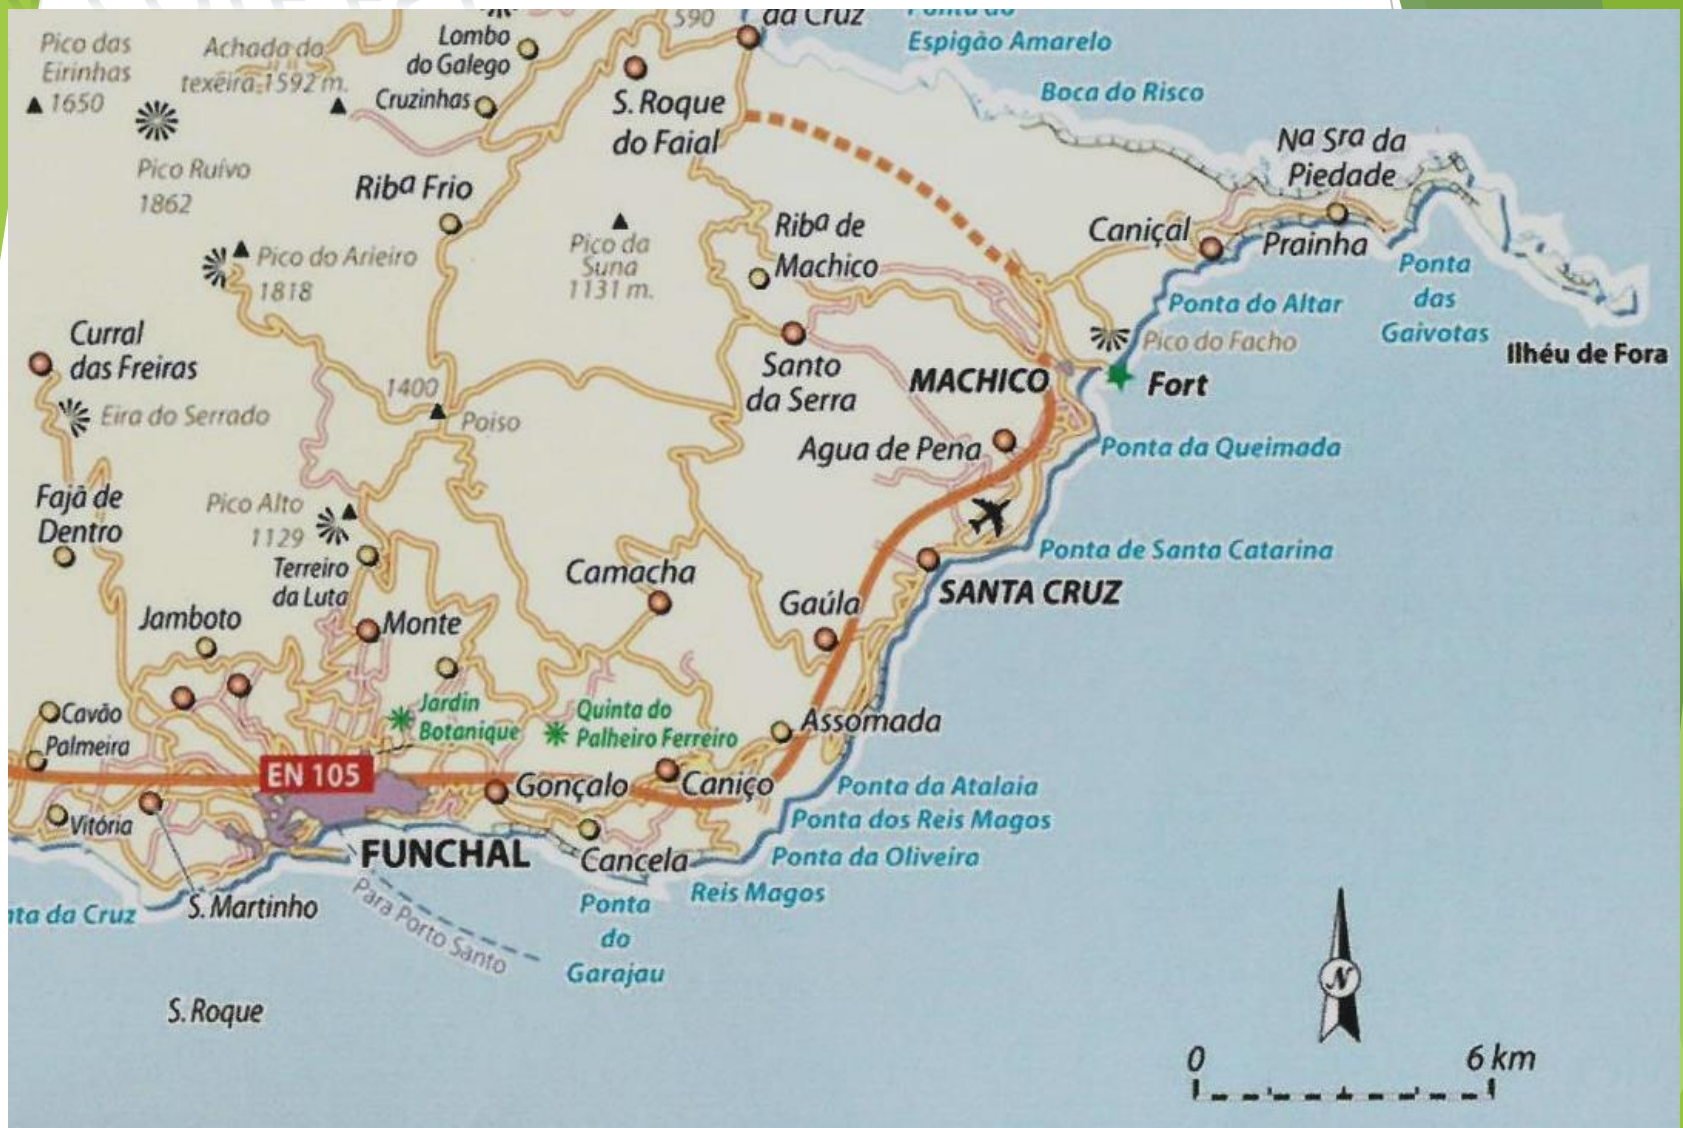 590
da Cruz
Ponta do
Espigão Amarelo
Pico das
Eirinhas
1650
Achada do
texeira 1592 m.
Lombo
do Galego
Cruzinhas
S. Roque
do Faial
Boca do Risco
Na Sra da
Piedade
Pico Ruívo
1862
Riba Frio
Pico do Arieiro
1818
Pico da
Suna
1131 m.
Riba de
Machico
Caniçal
Prainha
Ponta
das
Gaivotas
Ponta do Altar
Pico do Facho
Ilhéu de Fora
Curral
das Freiras
Eira do Serrado
1400
Poiso
Santo
da Serra
MACHICO
Fort
Agua de Pena
Ponta da Queimada
Fajã de
Dentro
Pico Alto
1129
Terreiro
da Luta
Camacha
Ponta de Santa Catarina
SANTA CRUZ
Gaúla
Jamboto
Monte
Cavão
Palmeira
Jardin
Botanique
Quinta do
Palheiro Ferreiro
Assomada
EN 105
Gonçalo
Caniço
Ponta da Atalaia
Vitória
Ponta dos Reis Magos
FUNCHAL
Cancela
Ponta da Oliveira
Reis Magos
nta da Cruz
S. Martinho
Para Porto Santo
Ponta
do
Garajau
S. Roque
N
0
6 km